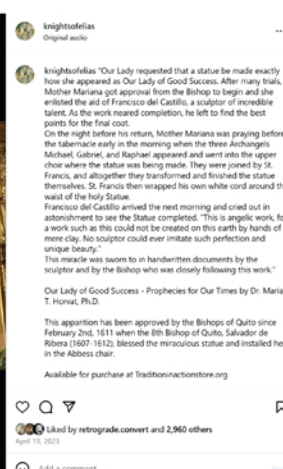 knightsofelias
Original audio
knightsofelias "Our Lady requested that a statue be made exactly
how she appeared as Our Lady of Good Success. After many trials,
Mother Mariana got approval from the Bishop to begin and she
enlisted the aid of Francisco del Castillo, a sculptor of incredible
talent. As the work neared completion, he left to find the best
paints for the final coat.
On the night before his return, Mother Mariana was praying before
the tabernacle early in the morning when the three Archangels
Michael, Gabriel, and Raphael appeared and went into the upper
choir where the statue was being made. They were joined by St.
Francis, and altogether they transformed and finished the statue
themselves. St. Francis then wrapped his own white cord around th
waist of the holy Statue.
Francisco del Castillo arrived the next morning and cried out in
astonishment to see the Statue completed. "This is angelic work, fo
a work such as this could not be created on this earth by hands of
mere clay. No sculptor could ever imitate such perfection and
unique beauty."
This miracle was sworn to in handwritten documents by the
sculptor and by the Bishop who was closely following this work."
Our Lady of Good Success - Prophecies for Our Times by Dr. Maria
T. Horvat, Ph.D.
This apparition has been approved by the Bishops of Quito since
February 2nd, 1611 when the 8th Bishop of Quito, Salvador de
Ribera (1607-1612), blessed the miraculous statue and installed he
in the Abbess chair.
Available for purchase at Traditioninactionstore.org
Liked by retrograde.convert and 2,960 others
April 19, 2023
Add a comment